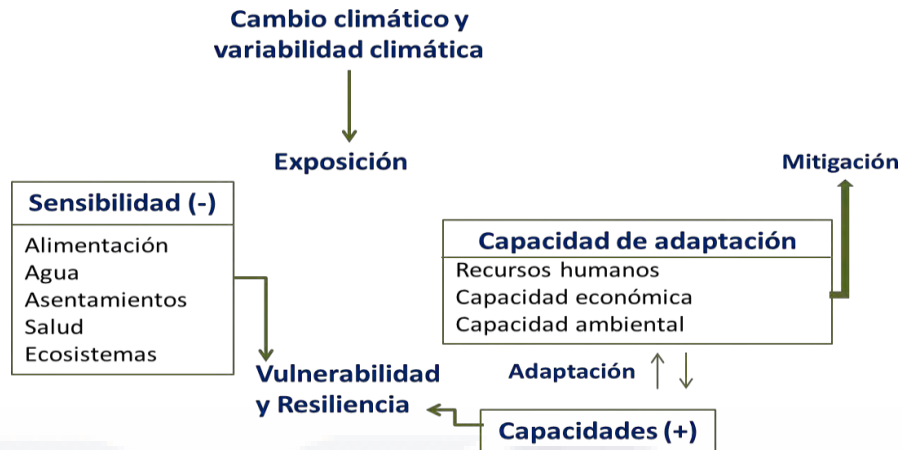 Cambio climático y
variabilidad climática
Exposición
Mitigación
Sensibilidad (-)
Alimentación
Agua
Asentamientos
Salud
Ecosistemas
Capacidad de adaptación
Recursos humanos
Capacidad económica
Capacidad ambiental
Vulnerabilidad
y Resiliencia
Adaptación
Capacidades (+)